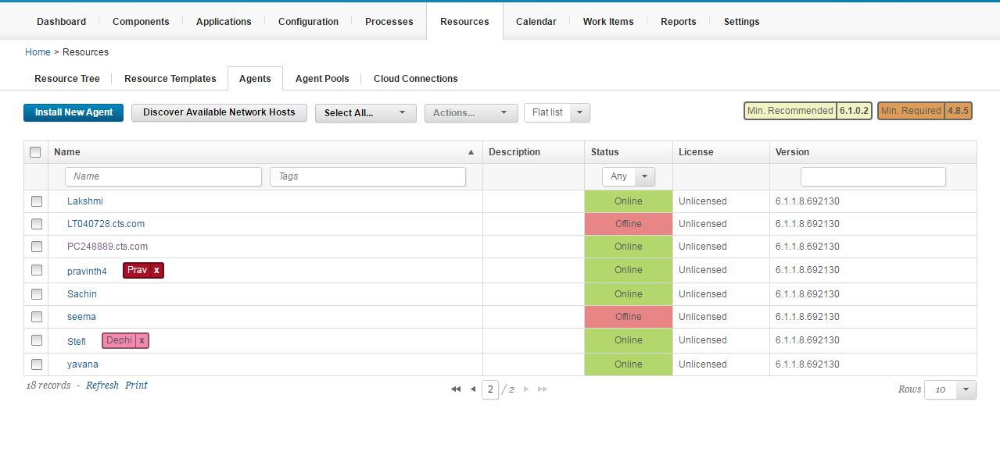 Dashboard Components Applications Configuration Processes Resources Calendar Work Items Reports Settings
Home > Resources
Resource Tree Resource Templates Agents Agent Pools Cloud Connections
Install New Agent Discover Available Network Hosts Select All... Actions... Flat list Min. Recommended 6.1.0.2 Min. Required 4.8.5
Name Description Status License Version
Name Tags Any
Lakshmi Online Unlicensed 6.1.1.8.692130
LT040728.cts.com Offline Unlicensed 6.1.1.8.692130
PC248889.cts.com Online Unlicensed 6.1.1.8.692130
pravinth4 Prav x Online Unlicensed 6.1.1.8.692130
Sachin Online Unlicensed 6.1.1.8.692130
seema Offline Unlicensed 6.1.1.8.692130
Stefi Dephi x Online Unlicensed 6.1.1.8.692130
yavana Online Unlicensed 6.1.1.8.692130
18 records - Refresh Print 2 / 2 Rows 10